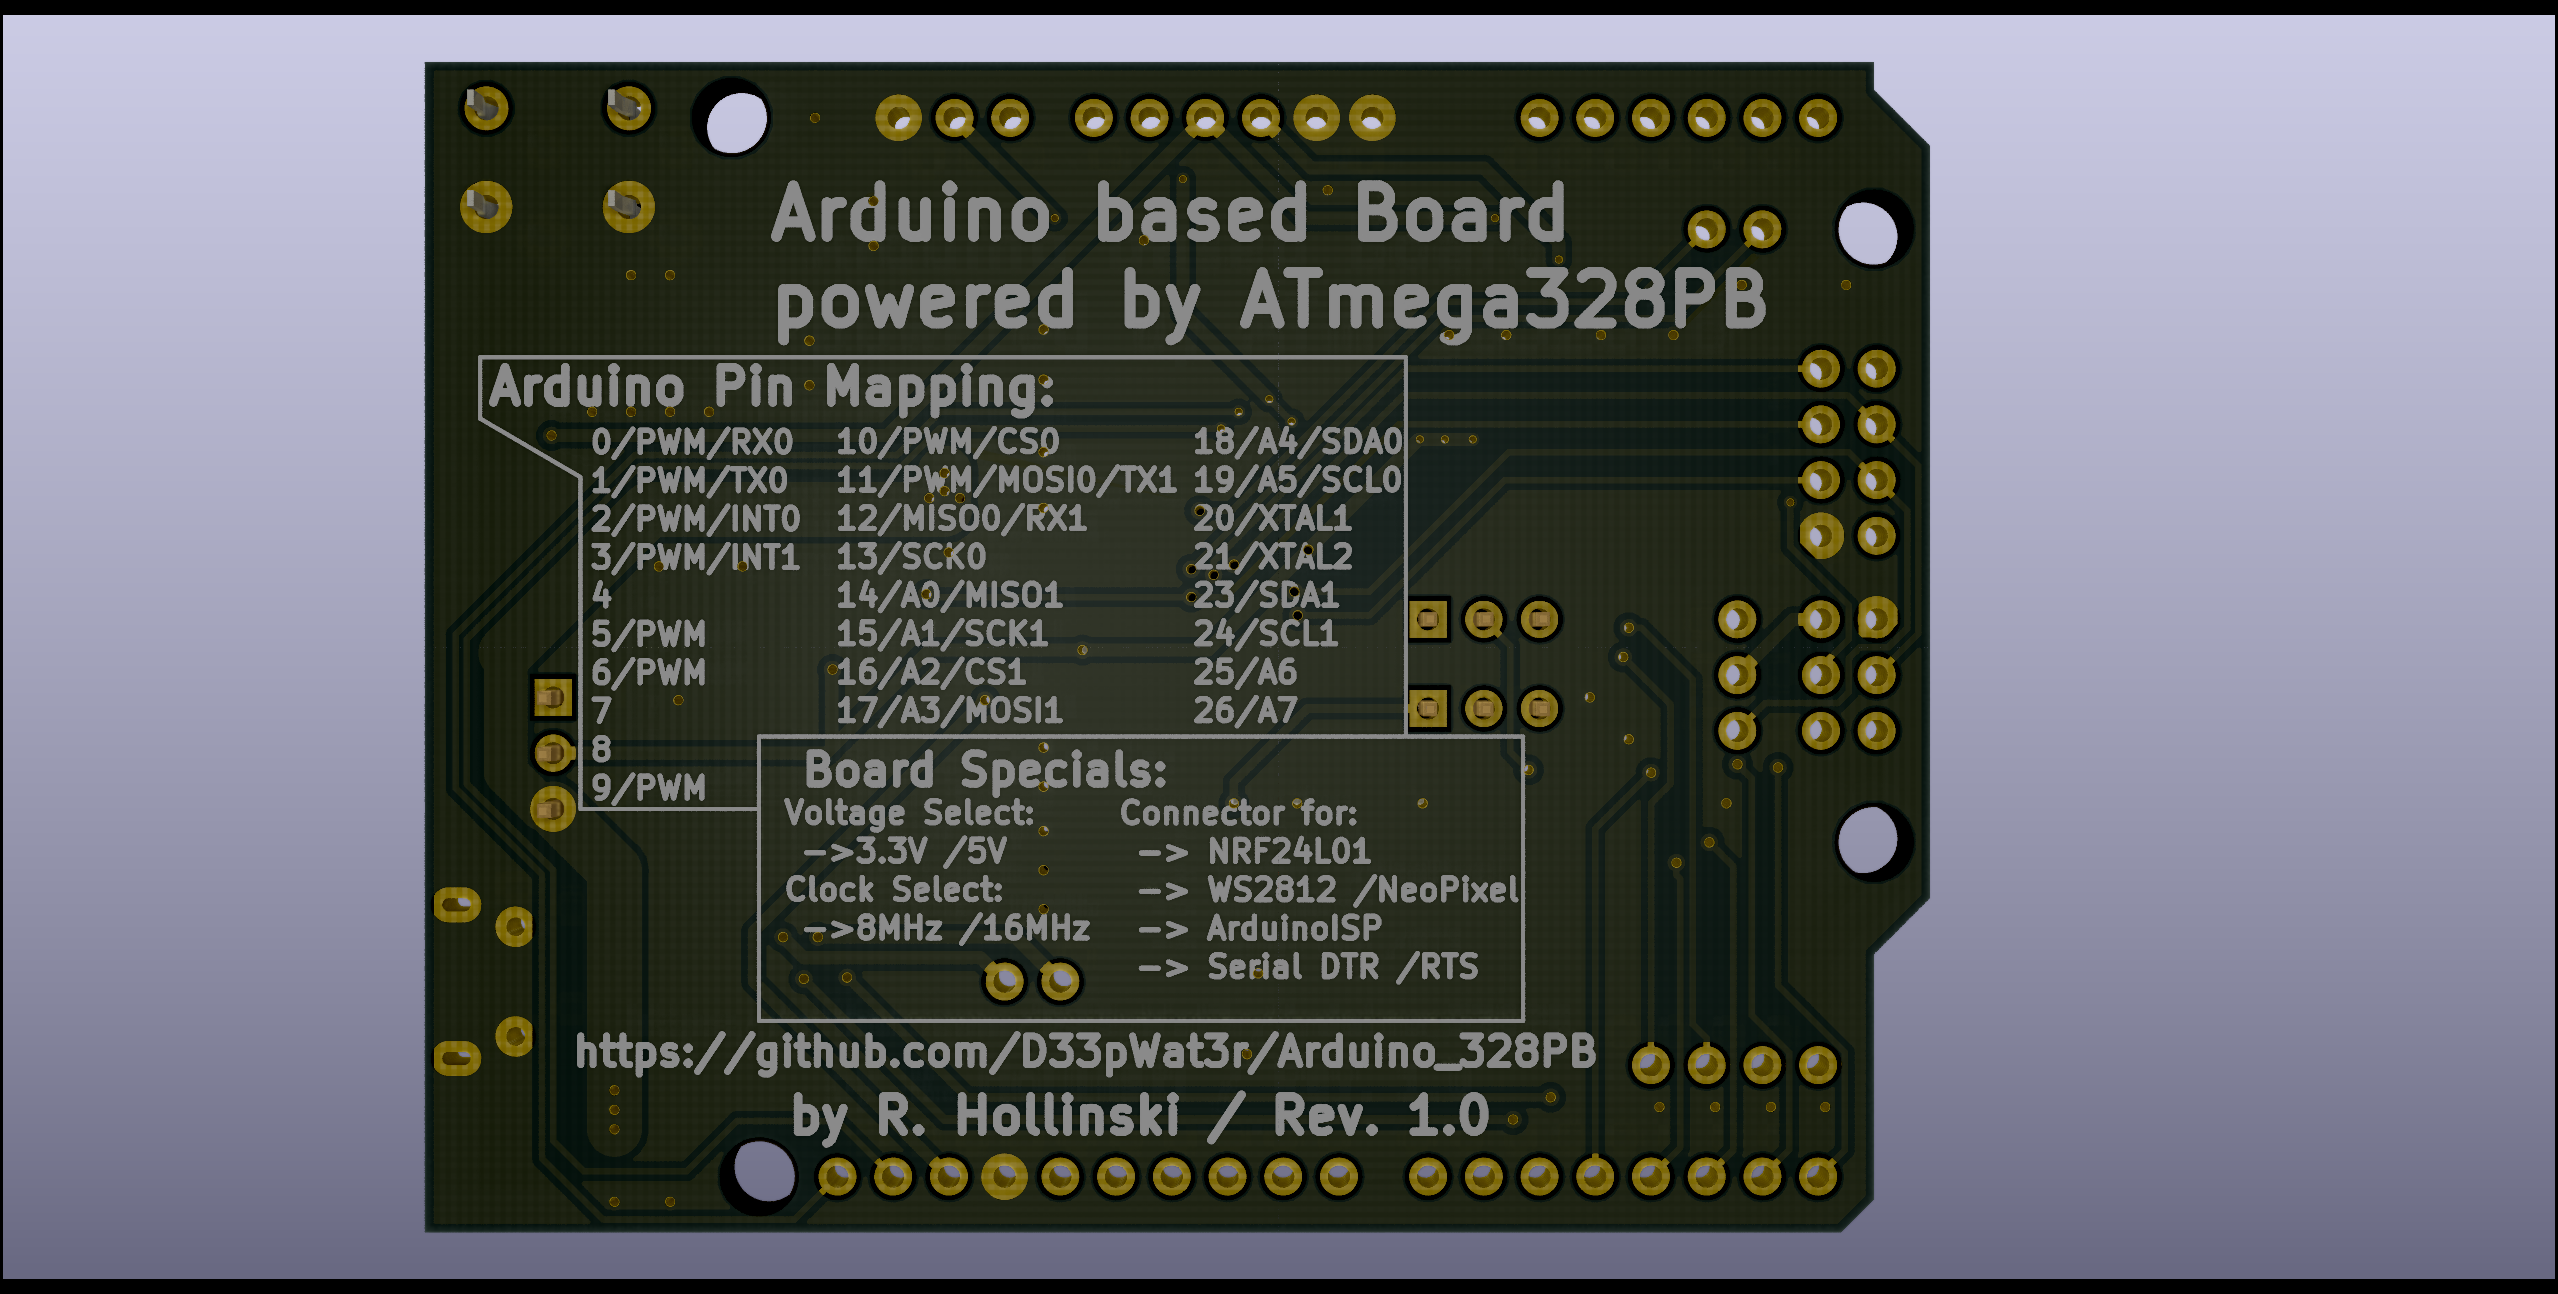 Arduino based Board
powered by ATmega328PB
Arduino Pin Mapping:
0/PWM/RX0 10/PWM/CS0 18/A4/SDA0
1/PWM/TX0 11/PWM/MOSI0/TX1 19/A5/SCL0
2/PWM/INT0 12/MISO0/RX1 20/XTAL1
3/PWM/INT1 13/SCK0 21/XTAL2
4 14/A0/MISO1 23/SDA1
5/PWM 15/A1/SCK1 24/SCL1
6/PWM 16/A2/CS1 25/A6
7 17/A3/MOSI1 26/A7
8
9/PWM
Board Specials:
Voltage Select: Connector for:
->3.3V /5V -> NRF24L01
Clock Select: -> WS2812 /NeoPixel
->8MHz /16MHz -> ArduinoISP
-> Serial DTR /RTS
https://github.com/D33pWat3r/Arduino_328PB
by R. Hollinski / Rev. 1.0